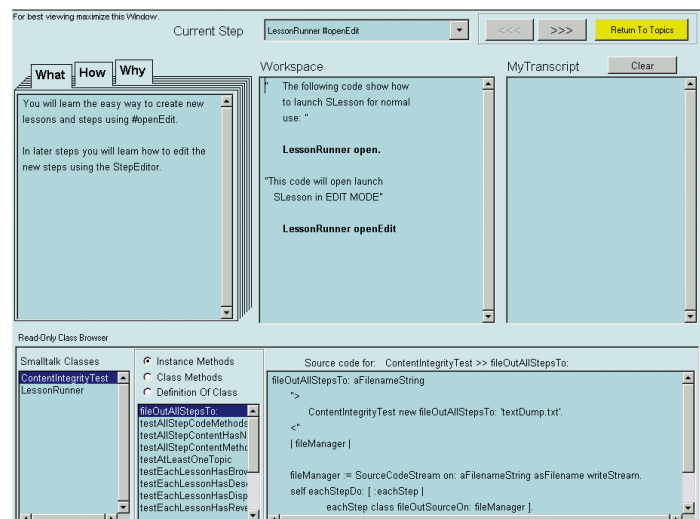 For best viewing maximize this Window.
Current Step
LessonRunner #openEdit
<<<
>>>
Return To Topics
What
How
Why
You will learn the easy way to create new
lessons and steps using #openEdit.
In later steps you will learn how to edit the
new steps using the StepEditor.
Workspace
" The following code show how
to launch SLesson for normal
use: "
LessonRunner open.
"This code will open launch
SLesson in EDIT MODE"
LessonRunner openEdit
MyTranscript
Clear
Read-Only Class Browser
Smalltalk Classes
ContentIntegrityTest
LessonRunner
Instance Methods
Class Methods
Definition Of Class
fileOutAllStepsTo:
testAllStepCodeMethods
testAllStepContentHasN
testAllStepContentMetho
testAtLeastOneTopic
testEachLessonHasBrow
testEachLessonHasDesc
testEachLessonHasDisp
testEachLessonHasReve
Source code for: ContentIntegrityTest >> fileOutAllStepsTo:
fileOutAllStepsTo: aFilenameString
">
ContentIntegrityTest new fileOutAllStepsTo: 'textDump.txt'.
<"
| fileManager |
fileManager := SourceCodeStream on: aFilenameString asFilename writeStream.
self eachStepDo: [ :eachStep |
eachStep class fileOutSourceOn: fileManager ].